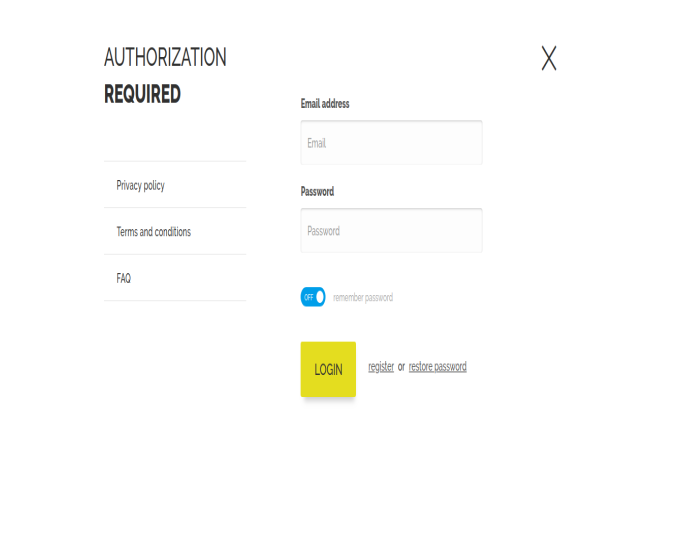 AUTHORIZATION
REQUIRED
Privacy policy
Terms and conditions
FAQ
Email address
Email
Password
Password
OFF remember password
LOGIN register or restore password